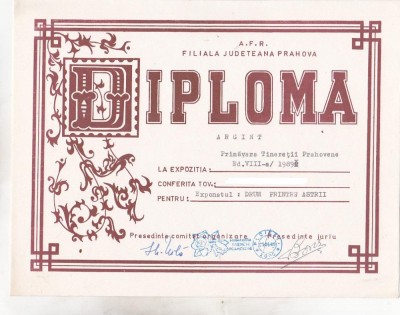 A.F.R.
FILIALA JUDETEANA PRAHOVA
DIPLOMA
ARGINT
Primăvara Tinereții Prahovene
Ed.VIII-a/ 1989
LA EXPOZITIA:
CONFERITA TOV.
PENTRU: Exponatul : DRUM PRINTRE ASTRII
Presedinte comitet organizare Presedinte juriu